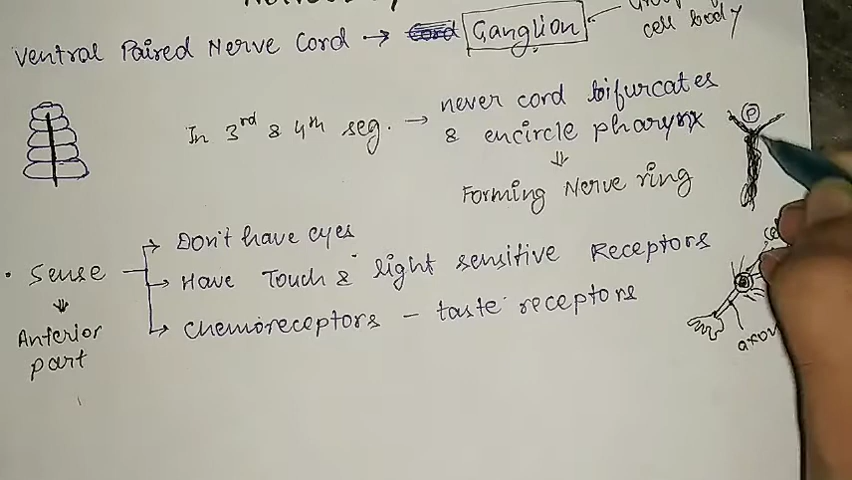 Ventral Paired Nerve Cord → Ganglion
cell body
In 3rd & 4th seg. → never cord bifurcates
& encircle pharynx
P
Forming Nerve ring
• Sense
Anterior
part
Don't have eyes
Have Touch & light sensitive Receptors
chemoreceptors - taste receptors
axon